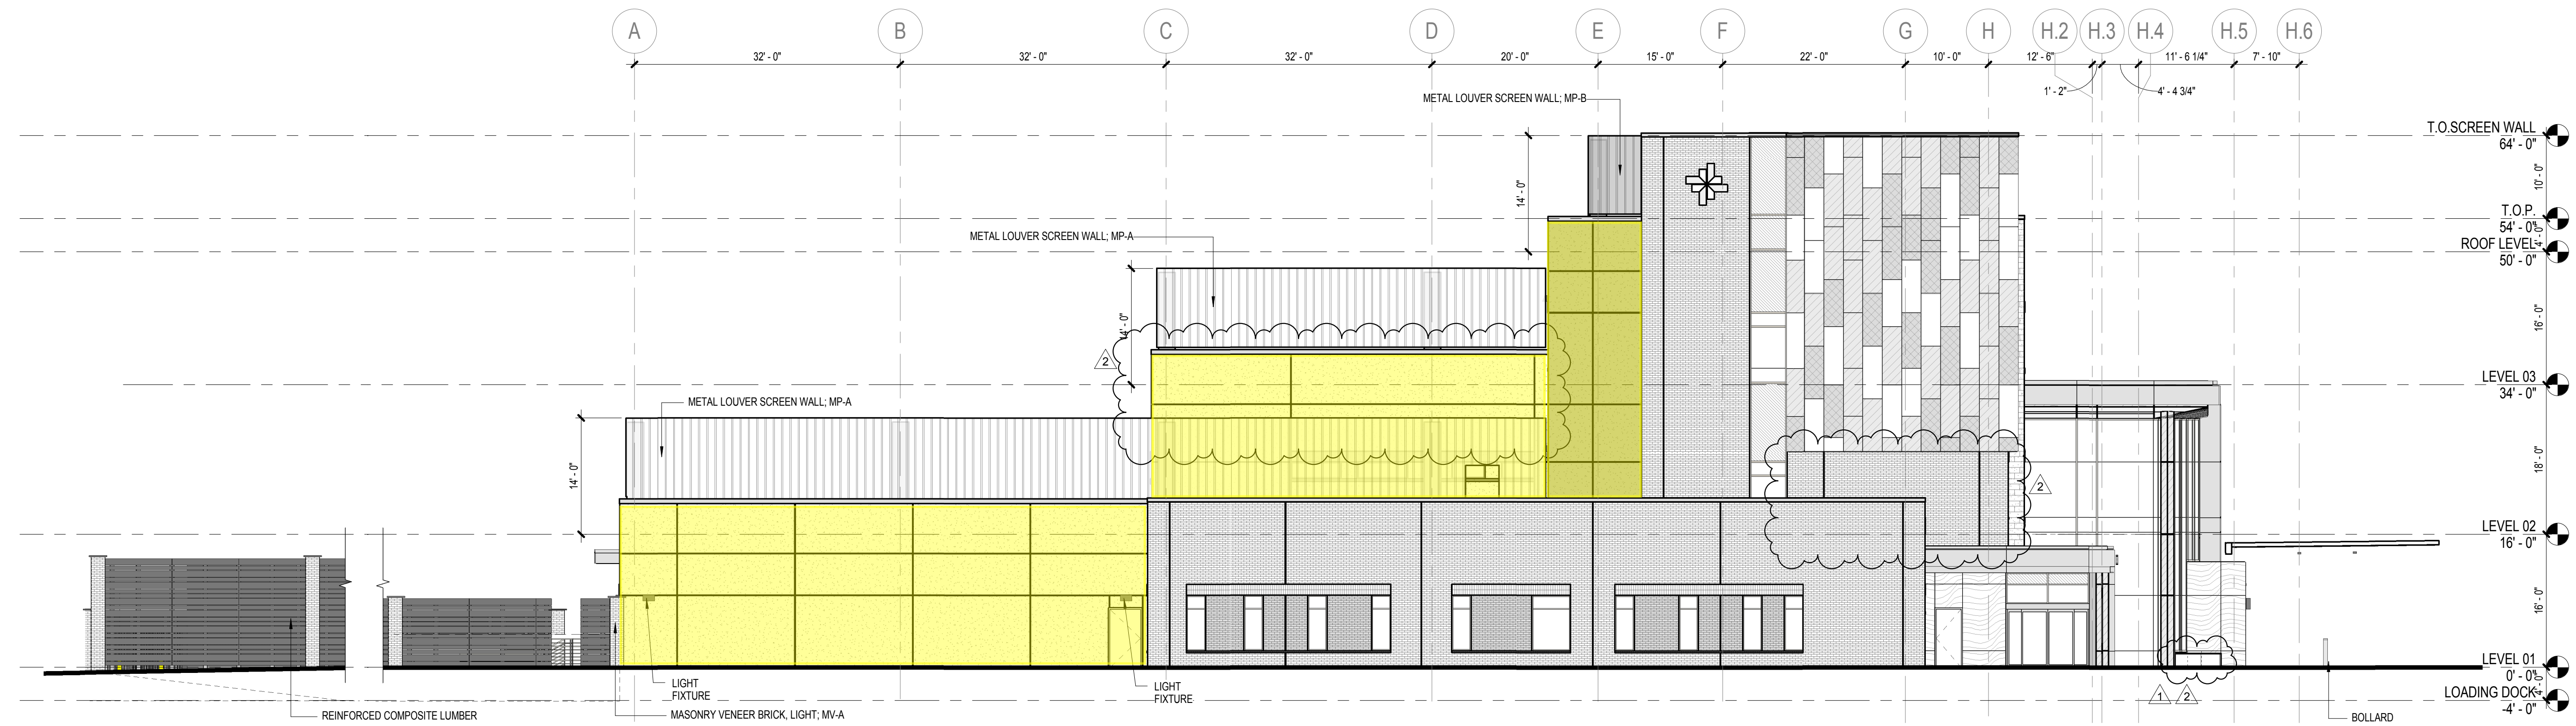 A
B
C
D
E
F
G
H
H.2
H.3
H.4
H.5
H.6
32' - 0"
32' - 0"
32' - 0"
20' - 0"
15' - 0"
22' - 0"
10' - 0"
12' - 6"
11' - 6 1/4"
7' - 10"
1' - 2"
4' - 4 3/4"
METAL LOUVER SCREEN WALL; MP-B
T.O.SCREEN WALL
64' - 0"
10' - 0"
14' - 0"
T.O.P.
54' - 0"
4' - 0"
METAL LOUVER SCREEN WALL; MP-A
ROOF LEVEL
50' - 0"
14' - 0"
16' - 0"
2
LEVEL 03
34' - 0"
METAL LOUVER SCREEN WALL; MP-A
14' - 0"
18' - 0"
2
LEVEL 02
16' - 0"
16' - 0"
LEVEL 01
0' - 0"
4' - 0"
LIGHT
FIXTURE
LIGHT
FIXTURE
1
2
LOADING DOCK
-4' - 0"
REINFORCED COMPOSITE LUMBER
MASONRY VENEER BRICK, LIGHT; MV-A
BOLLARD